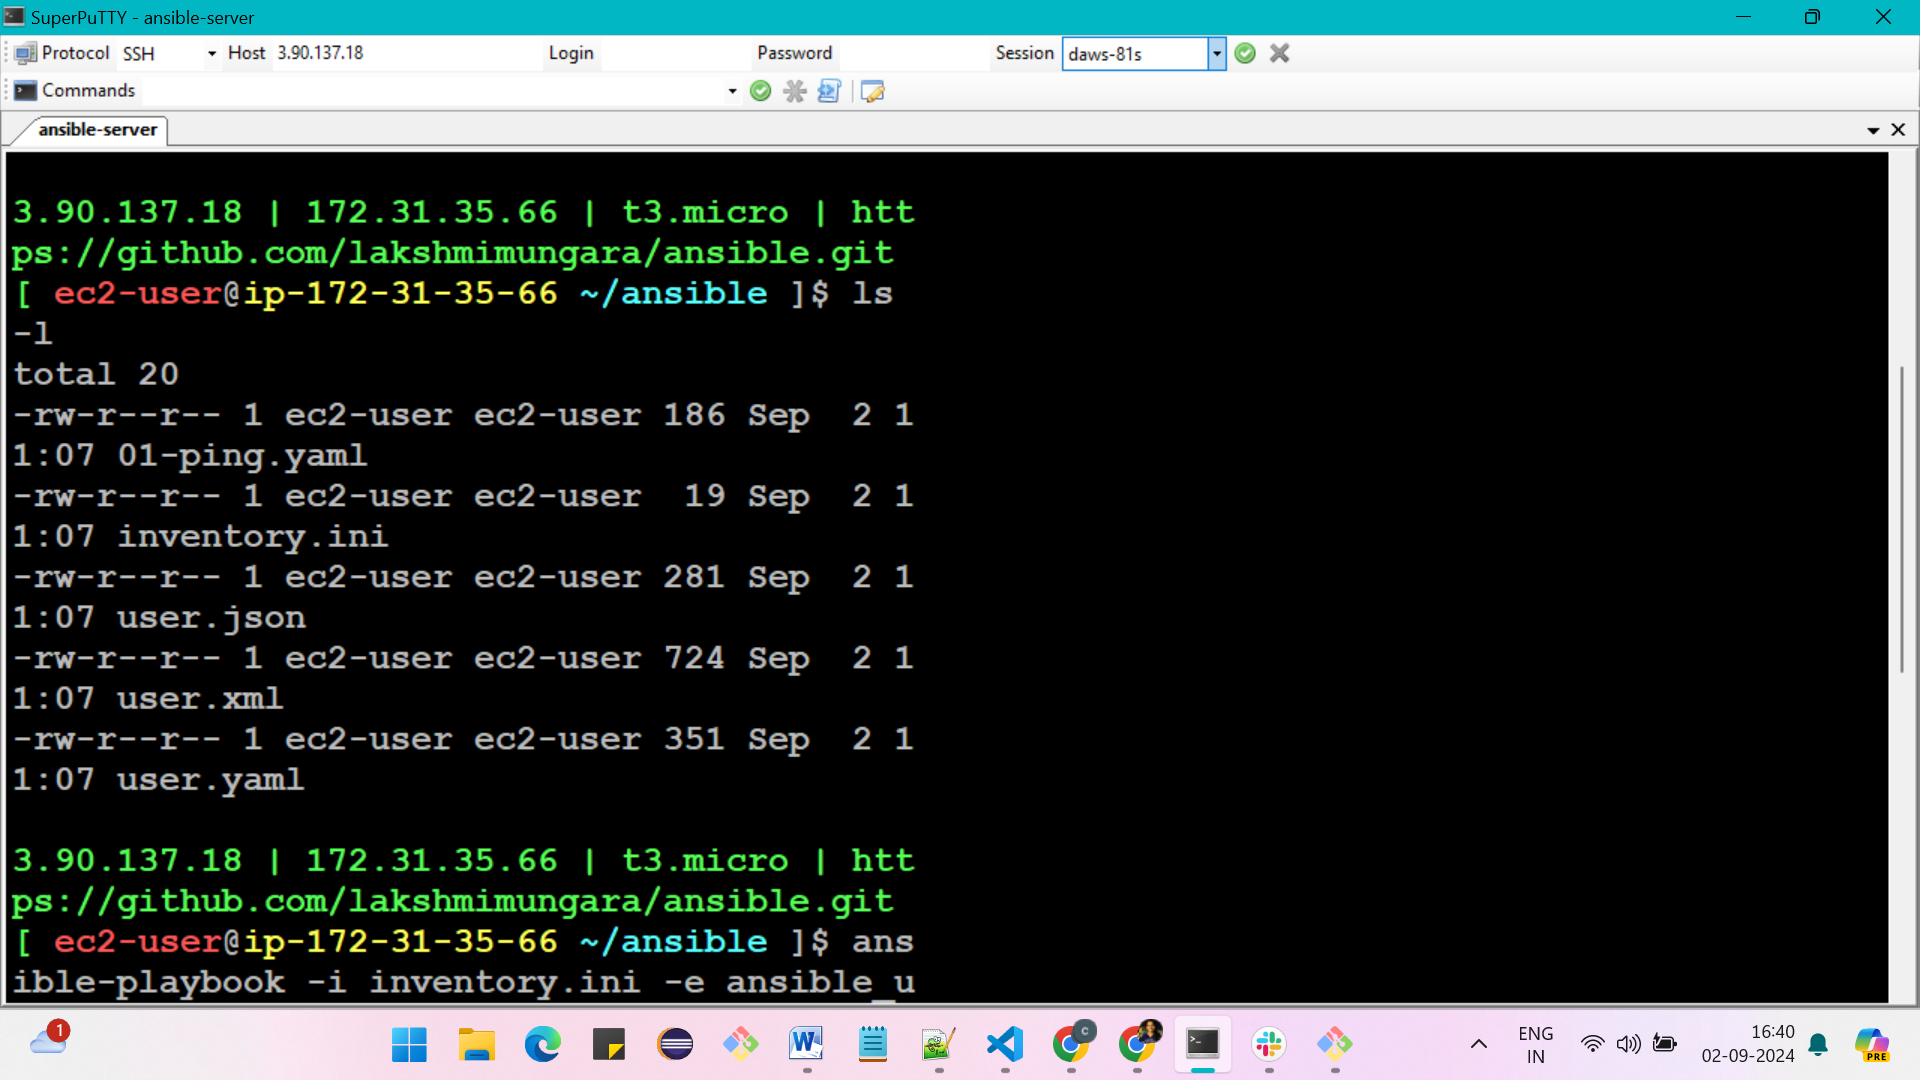 SuperPuTTY - ansible-server
Protocol SSH Host 3.90.137.18 Login Password Session daws-81s
Commands
ansible-server
3.90.137.18 | 172.31.35.66 | t3.micro | htt
ps://github.com/lakshmimungara/ansible.git
[ ec2-user@ip-172-31-35-66 ~/ansible ]$ ls
-l
total 20
-rw-r--r-- 1 ec2-user ec2-user 186 Sep  2 1
1:07 01-ping.yaml
-rw-r--r-- 1 ec2-user ec2-user  19 Sep  2 1
1:07 inventory.ini
-rw-r--r-- 1 ec2-user ec2-user 281 Sep  2 1
1:07 user.json
-rw-r--r-- 1 ec2-user ec2-user 724 Sep  2 1
1:07 user.xml
-rw-r--r-- 1 ec2-user ec2-user 351 Sep  2 1
1:07 user.yaml
3.90.137.18 | 172.31.35.66 | t3.micro | htt
ps://github.com/lakshmimungara/ansible.git
[ ec2-user@ip-172-31-35-66 ~/ansible ]$ ans
ible-playbook -i inventory.ini -e ansible_u
1
C
ENG
IN
16:40
02-09-2024
PRE